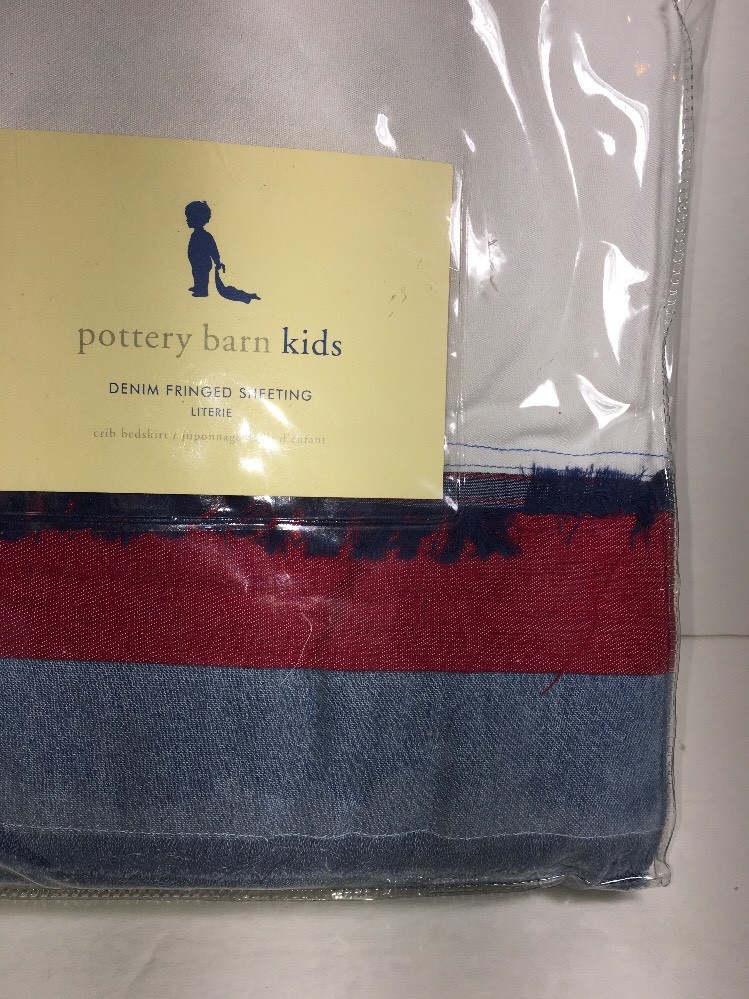 pottery barn kids
DENIM FRINGED SHEETING
LITERIE
crib bedskirt / juponnage d'enfant